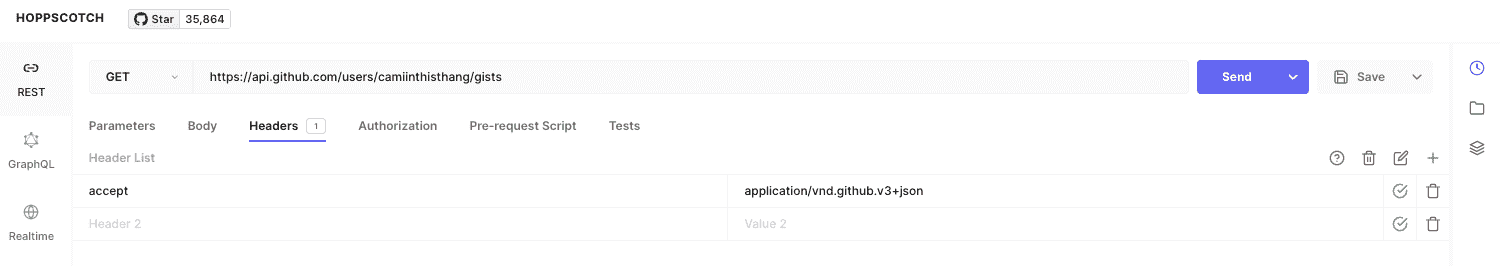 HOPPSCOTCH Star 35,864
REST
GraphQL
Realtime
GET https://api.github.com/users/camiinthisthang/gists Send Save
Parameters Body Headers 1 Authorization Pre-request Script Tests
Header List
accept application/vnd.github.v3+json
Header 2 Value 2